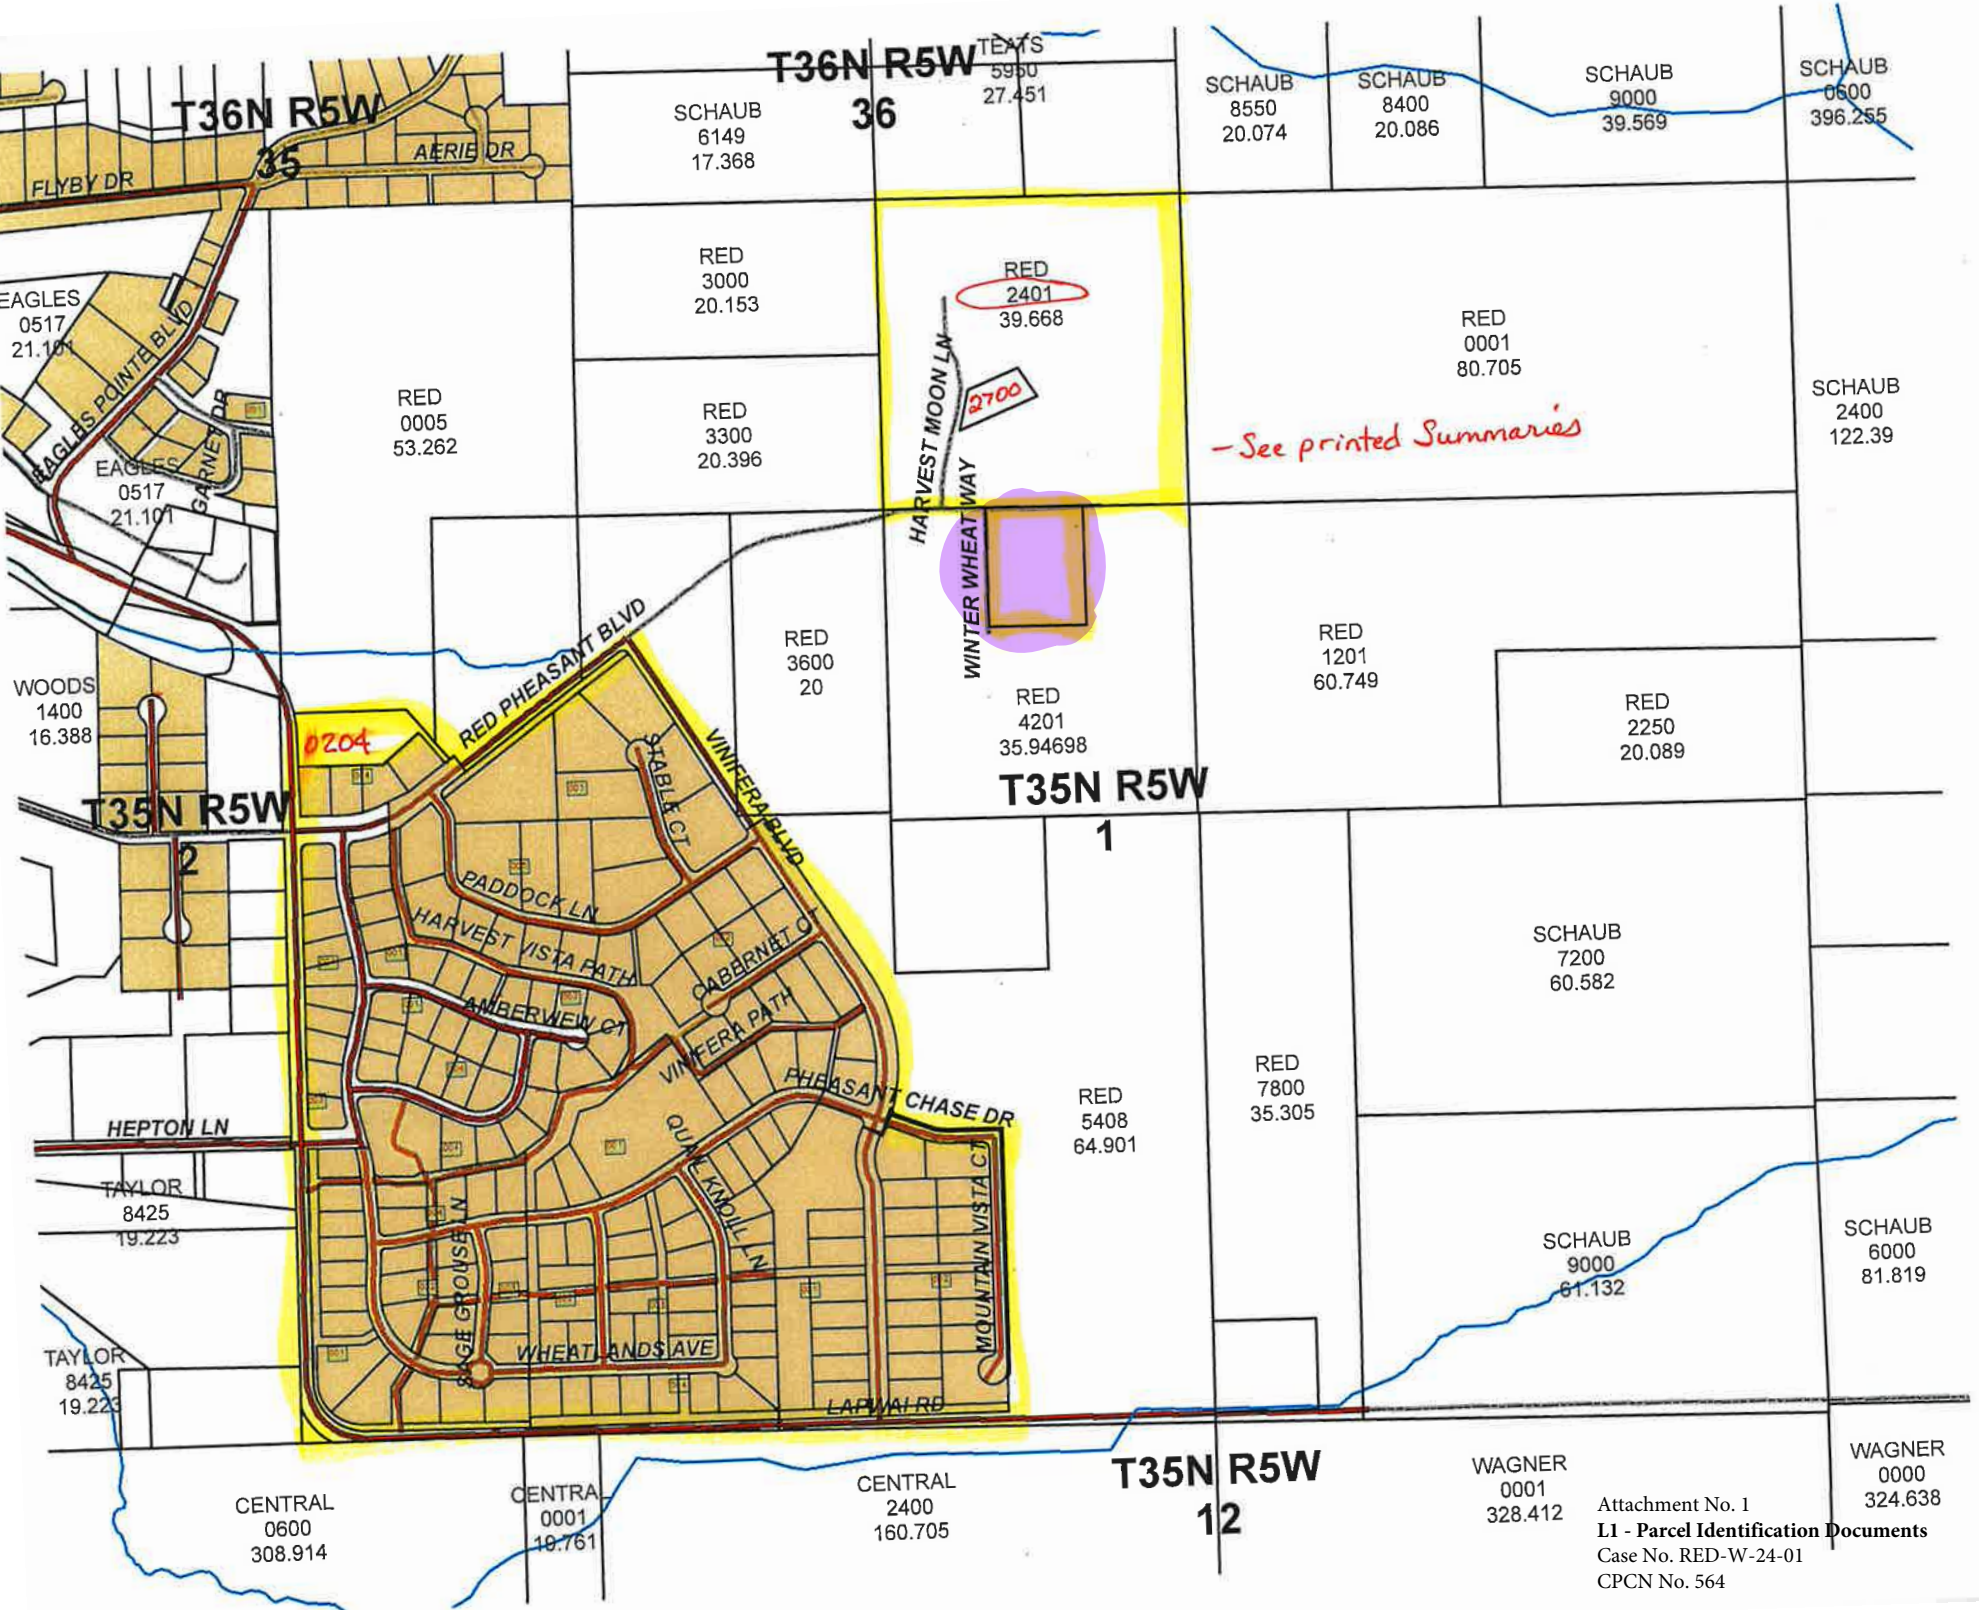 T36N R5W
35
T36N R5W
36
TEATS
5950
27.451
SCHAUB
6149
17.368
SCHAUB
8550
20.074
SCHAUB
8400
20.086
SCHAUB
9000
39.569
SCHAUB
0600
396.255
FLYBY DR
AERIE DR
EAGLES
0517
21.101
EAGLES POINTE BLVD
GARNET DR
EAGLES
0517
21.101
RED
0005
53.262
RED
3000
20.153
RED
3300
20.396
RED
2401
39.668
HARVEST MOON LN
2700
RED
0001
80.705
- See printed Summaries
SCHAUB
2400
122.39
WINTER WHEAT WAY
RED PHEASANT BLVD
WOODS
1400
16.388
0204
RED
3600
20
RED
4201
35.94698
RED
1201
60.749
RED
2250
20.089
T35N R5W
2
T35N R5W
1
STABLE CT
VINIFERA BLVD
PADDOCK LN
HARVEST VISTA PATH
CABERNET CT
AMBERVIEW CT
VINIFERA PATH
PHEASANT CHASE DR
QUAIL KNOLL LN
MOUNTAIN VISTA CT
SAGE GROUSE LN
WHEATLANDS AVE
LAPWAI RD
HEPTON LN
TAYLOR
8425
19.223
TAYLOR
8425
19.223
RED
5408
64.901
RED
7800
35.305
SCHAUB
7200
60.582
SCHAUB
9000
61.132
SCHAUB
6000
81.819
CENTRAL
0600
308.914
CENTRAL
0001
19.761
CENTRAL
2400
160.705
T35N R5W
12
WAGNER
0001
328.412
WAGNER
0000
324.638
Attachment No. 1
L1 - Parcel Identification Documents
Case No. RED-W-24-01
CPCN No. 564